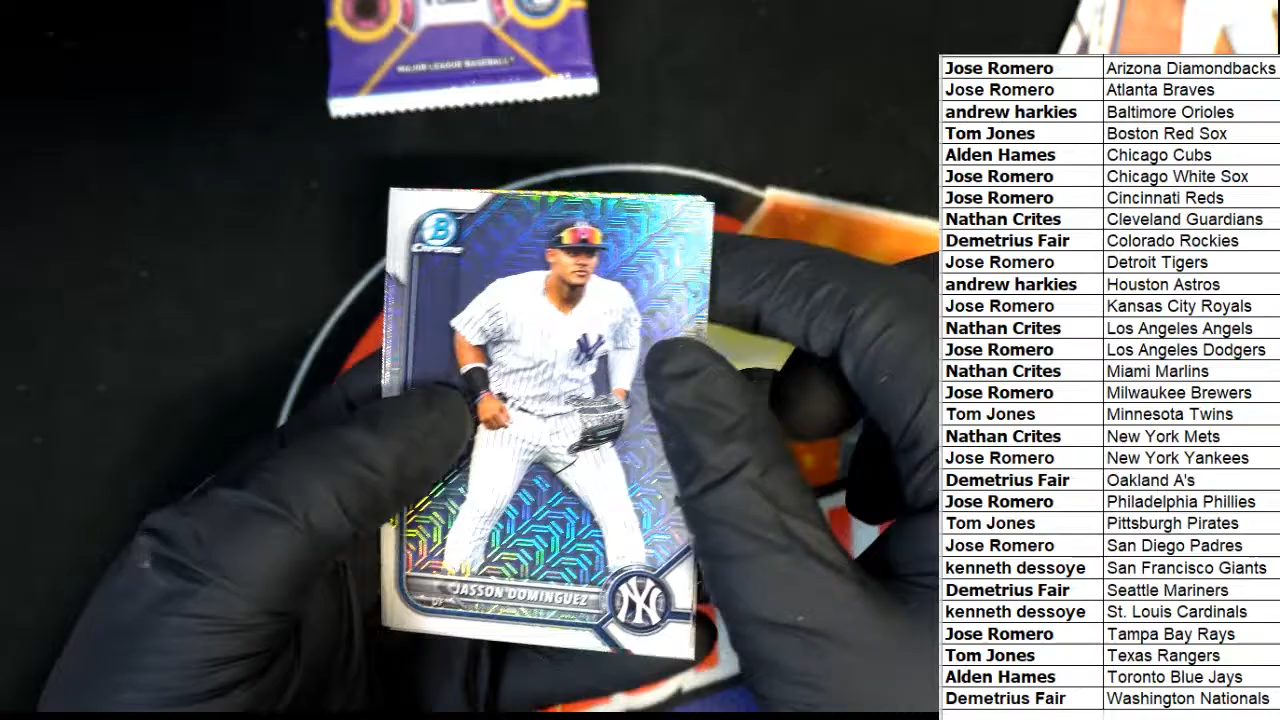 MAJOR LEAGUE BASEBALL
B
Chrome
NY
JASSON DOMINGUEZ
OF
NY
Jose Romero Arizona Diamondbacks
Jose Romero Atlanta Braves
andrew harkies Baltimore Orioles
Tom Jones Boston Red Sox
Alden Hames Chicago Cubs
Jose Romero Chicago White Sox
Jose Romero Cincinnati Reds
Nathan Crites Cleveland Guardians
Demetrius Fair Colorado Rockies
Jose Romero Detroit Tigers
andrew harkies Houston Astros
Jose Romero Kansas City Royals
Nathan Crites Los Angeles Angels
Jose Romero Los Angeles Dodgers
Nathan Crites Miami Marlins
Jose Romero Milwaukee Brewers
Tom Jones Minnesota Twins
Nathan Crites New York Mets
Jose Romero New York Yankees
Demetrius Fair Oakland A's
Jose Romero Philadelphia Phillies
Tom Jones Pittsburgh Pirates
Jose Romero San Diego Padres
kenneth dessoye San Francisco Giants
Demetrius Fair Seattle Mariners
kenneth dessoye St. Louis Cardinals
Jose Romero Tampa Bay Rays
Tom Jones Texas Rangers
Alden Hames Toronto Blue Jays
Demetrius Fair Washington Nationals